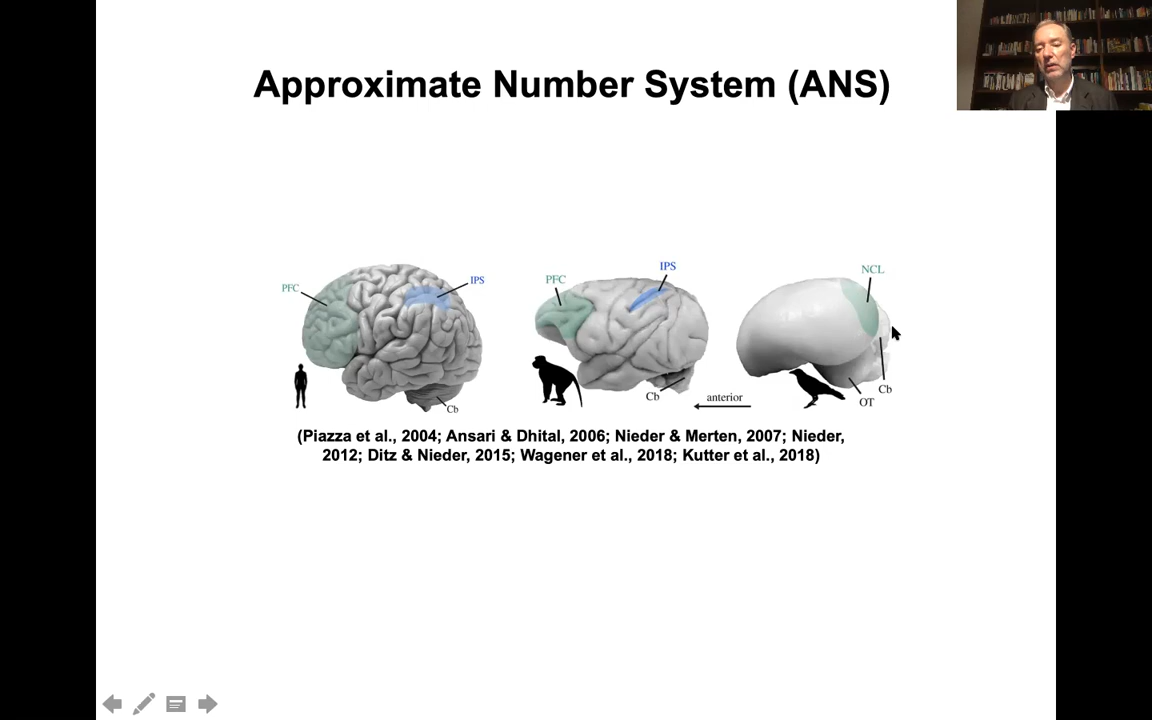 Approximate Number System (ANS)
PFC
IPS
Cb
PFC
IPS
Cb
anterior
NCL
OT
Cb
(Piazza et al., 2004; Ansari & Dhital, 2006; Nieder & Merten, 2007; Nieder,
2012; Ditz & Nieder, 2015; Wagener et al., 2018; Kutter et al., 2018)